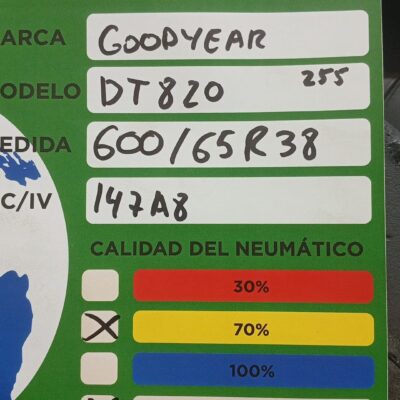 ARCA GOODYEAR
ODELO DT820 255
EDIDA 600/65R38
C/IV 147A8
CALIDAD DEL NEUMÁTICO
30%
70%
100%